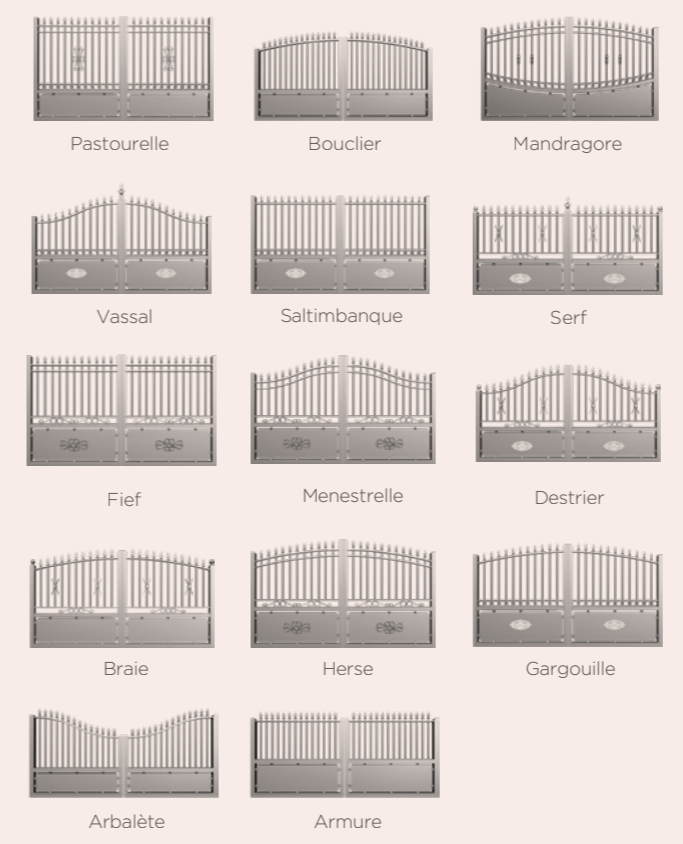 Pastourelle
Bouclier
Mandragore
Vassal
Saltimbanque
Serf
Fief
Menestrelle
Destrier
Braie
Herse
Gargouille
Arbalète
Armure